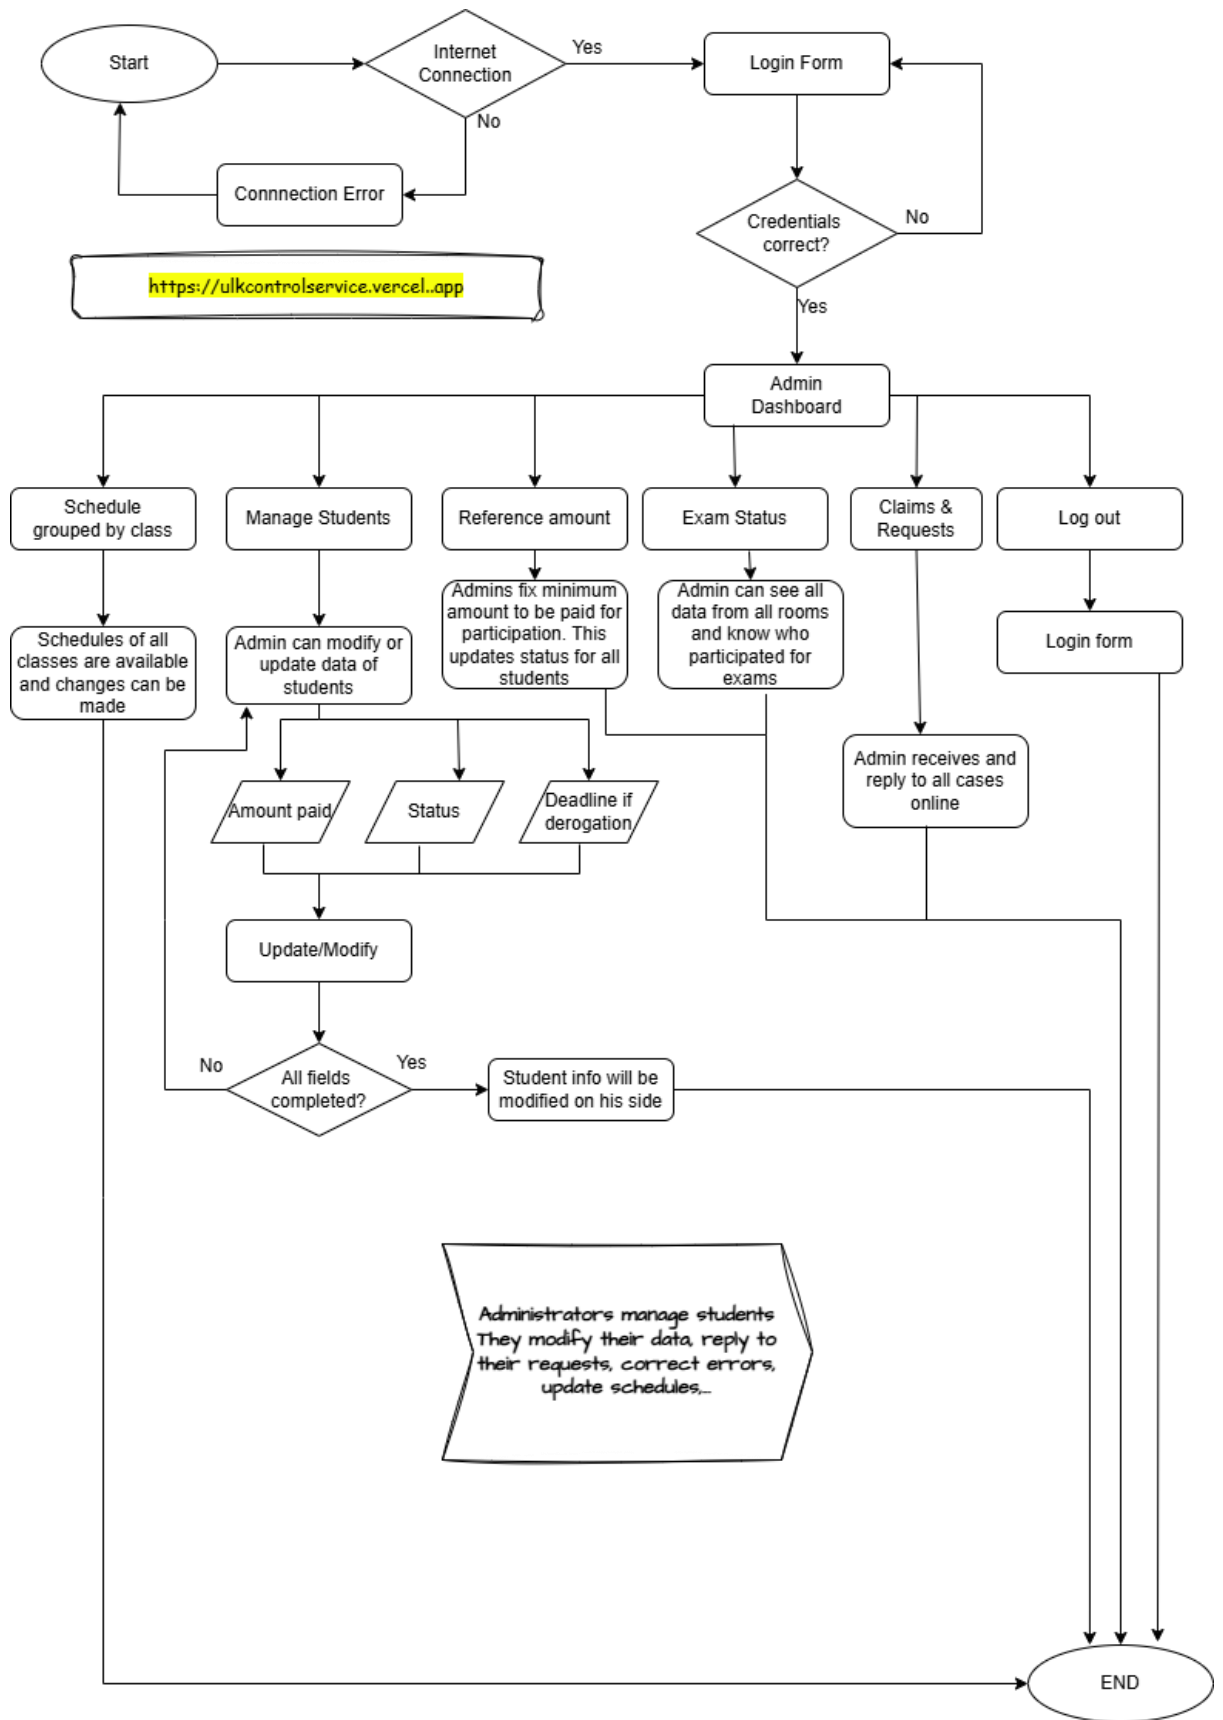 Start
Internet
Connection
Yes
Login Form
No
Connnection Error
Credentials
correct?
No
https://ulkcontrolservice.vercel..app
Yes
Admin
Dashboard
Schedule
grouped by class
Manage Students
Reference amount
Exam Status
Claims &
Requests
Log out
Schedules of all
classes are available
and changes can be
made
Admin can modify or
update data of
students
Admins fix minimum
amount to be paid for
participation. This
updates status for all
students
Admin can see all
data from all rooms
and know who
participated for
exams
Login form
Admin receives and
reply to all cases
online
Amount paid
Status
Deadline if
derogation
Update/Modify
No
All fields
completed?
Yes
Student info will be
modified on his side
Administrators manage students
They modify their data, reply to
their requests, correct errors,
update schedules,...
END